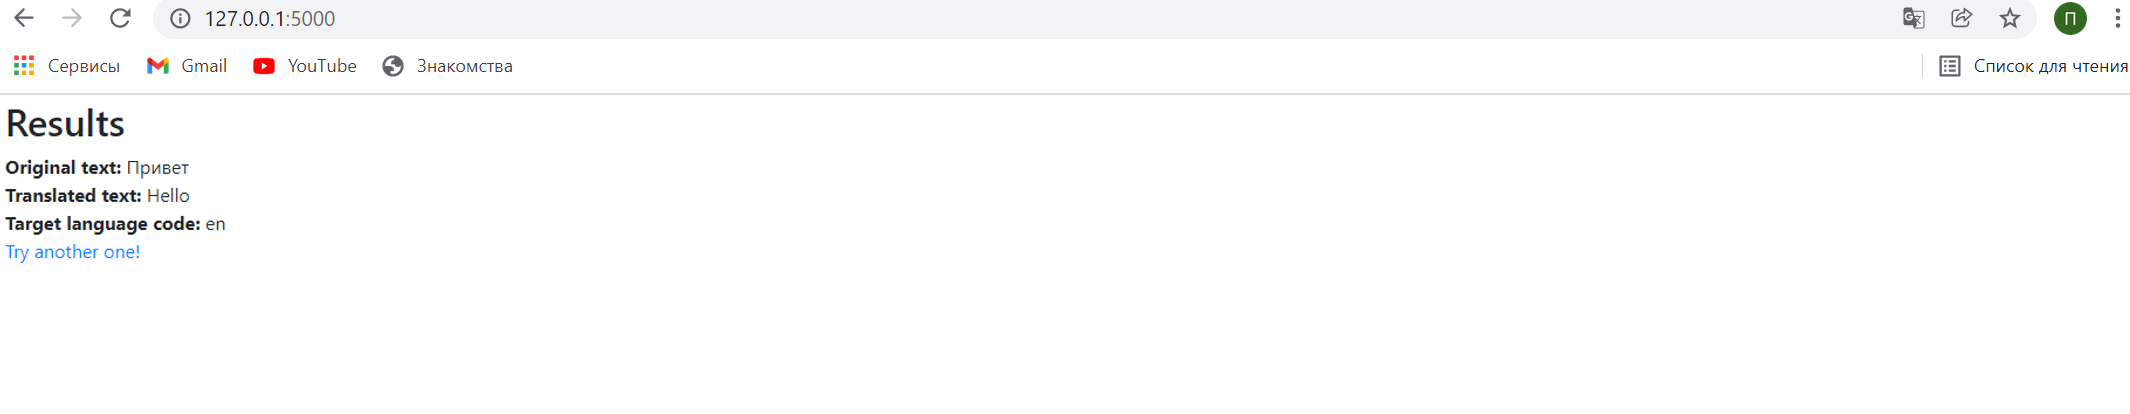 127.0.0.1:5000
П
Сервисы Gmail YouTube Знакомства Список для чтения
Results
Original text: Привет
Translated text: Hello
Target language code: en
Try another one!